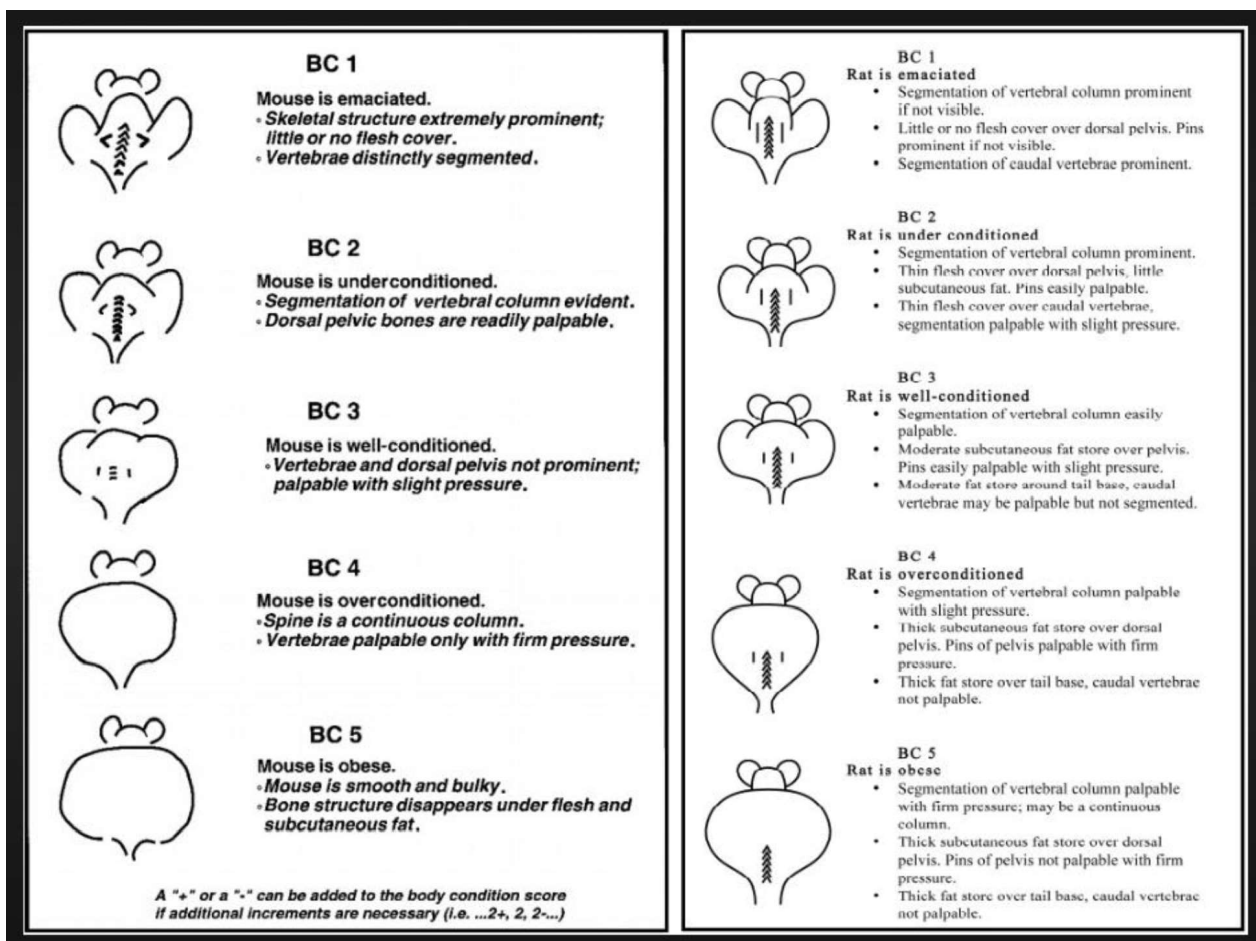 BC 1
Mouse is emaciated.
◦ Skeletal structure extremely prominent;
little or no flesh cover.
◦ Vertebrae distinctly segmented.
BC 2
Mouse is underconditioned.
◦ Segmentation of vertebral column evident.
◦ Dorsal pelvic bones are readily palpable.
BC 3
Mouse is well-conditioned.
◦ Vertebrae and dorsal pelvis not prominent;
palpable with slight pressure.
BC 4
Mouse is overconditioned.
◦ Spine is a continuous column.
◦ Vertebrae palpable only with firm pressure.
BC 5
Mouse is obese.
◦ Mouse is smooth and bulky.
◦ Bone structure disappears under flesh and
subcutaneous fat.
A "+" or a "-" can be added to the body condition score
if additional increments are necessary (i.e. ...2+, 2, 2-...)
BC 1
Rat is emaciated
• Segmentation of vertebral column prominent
if not visible.
• Little or no flesh cover over dorsal pelvis. Pins
prominent if not visible.
• Segmentation of caudal vertebrae prominent.
BC 2
Rat is under conditioned
• Segmentation of vertebral column prominent.
• Thin flesh cover over dorsal pelvis, little
subcutaneous fat. Pins easily palpable.
• Thin flesh cover over caudal vertebrae,
segmentation palpable with slight pressure.
BC 3
Rat is well-conditioned
• Segmentation of vertebral column easily
palpable.
• Moderate subcutaneous fat store over pelvis.
Pins easily palpable with slight pressure.
• Moderate fat store around tail base, caudal
vertebrae may be palpable but not segmented.
BC 4
Rat is overconditioned
• Segmentation of vertebral column palpable
with slight pressure.
• Thick subcutaneous fat store over dorsal
pelvis. Pins of pelvis palpable with firm
pressure.
• Thick fat store over tail base, caudal vertebrae
not palpable.
BC 5
Rat is obese
• Segmentation of vertebral column palpable
with firm pressure; may be a continuous
column.
• Thick subcutaneous fat store over dorsal
pelvis. Pins of pelvis not palpable with firm
pressure.
• Thick fat store over tail base, caudal vertebrae
not palpable.